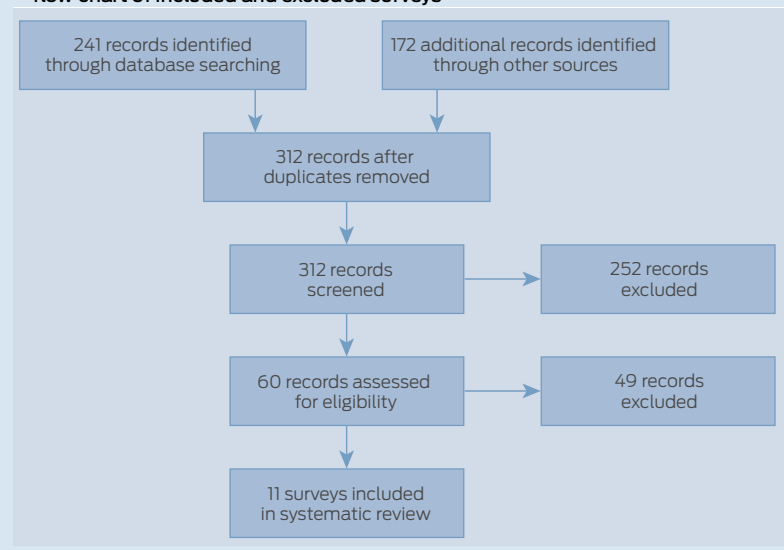 flow chart of included and excluded surveys
241 records identified
through database searching
172 additional records identified
through other sources
312 records after
duplicates removed
312 records
screened
252 records
excluded
60 records assessed
for eligibility
49 records
excluded
11 surveys included
in systematic review